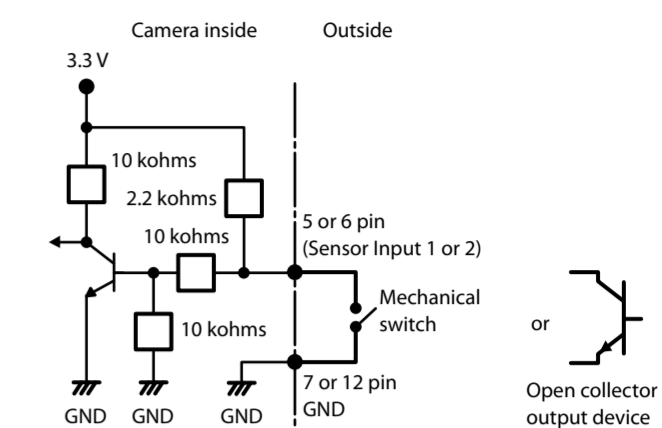 Camera inside
Outside
3.3 V
10 kohms
2.2 kohms
10 kohms
5 or 6 pin
(Sensor Input 1 or 2)
Mechanical
switch
10 kohms
or
7 or 12 pin
GND
GND
GND
GND
Open collector
output device